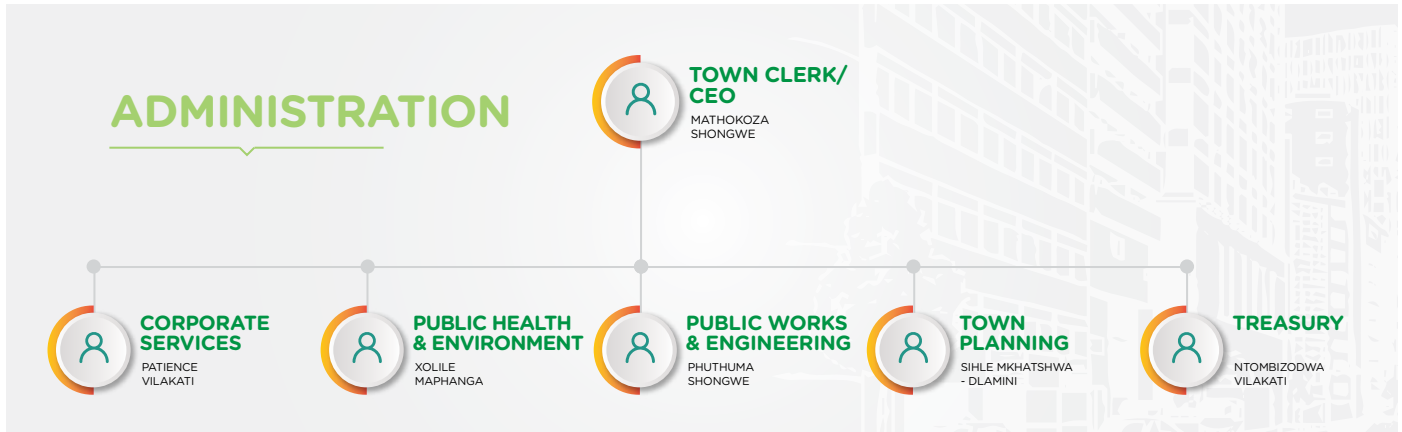 ADMINISTRATION
TOWN CLERK/
CEO
MATHOKOZA
SHONGWE
CORPORATE
SERVICES
PATIENCE
VILAKATI
PUBLIC HEALTH
& ENVIRONMENT
XOLILE
MAPHANGA
PUBLIC WORKS
& ENGINEERING
PHUTHUMA
SHONGWE
TOWN
PLANNING
SIHLE MKHATSHWA
- DLAMINI
TREASURY
NTOMBIZODWA
VILAKATI